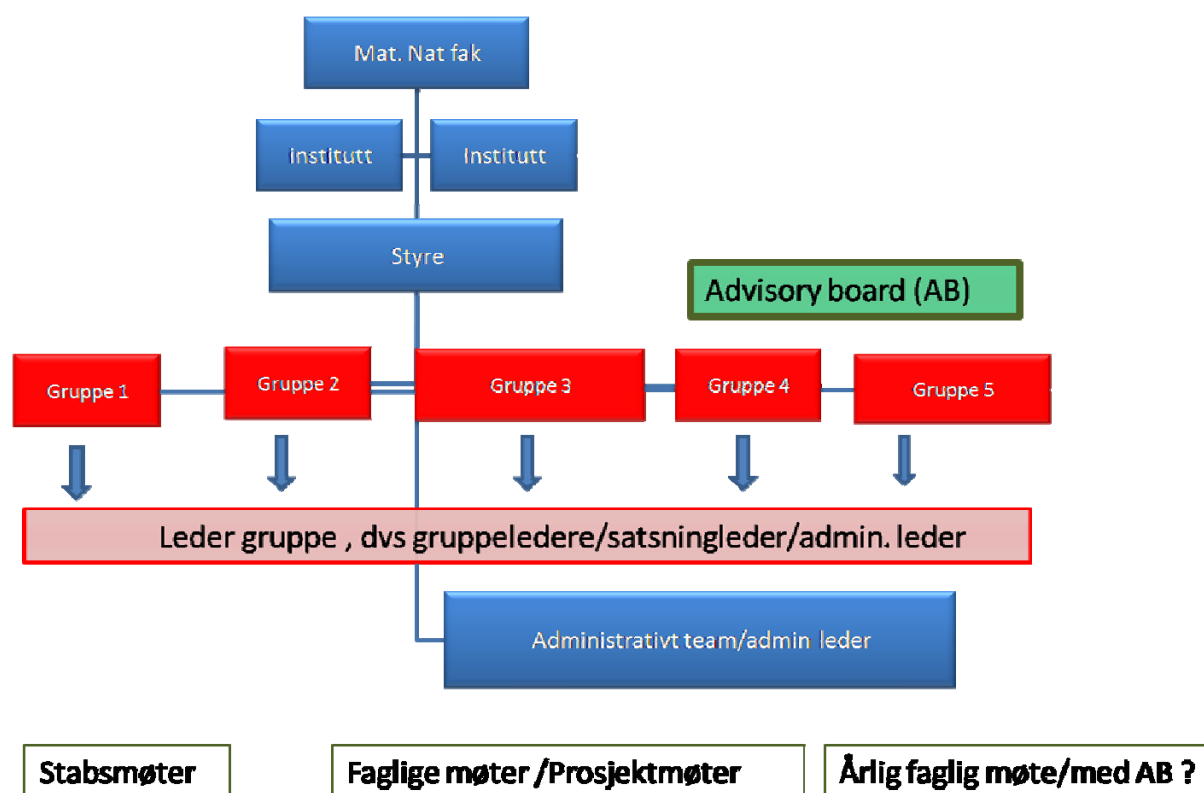 Mat. Nat fak
Institutt
Institutt
Styre
Advisory board (AB)
Gruppe 1
Gruppe 2
Gruppe 3
Gruppe 4
Gruppe 5
Leder gruppe , dvs gruppeledere/satsningleder/admin. leder
Administrativt team/admin leder
Stabsmøter
Faglige møter /Prosjektmøter
Årlig faglig møte/med AB ?